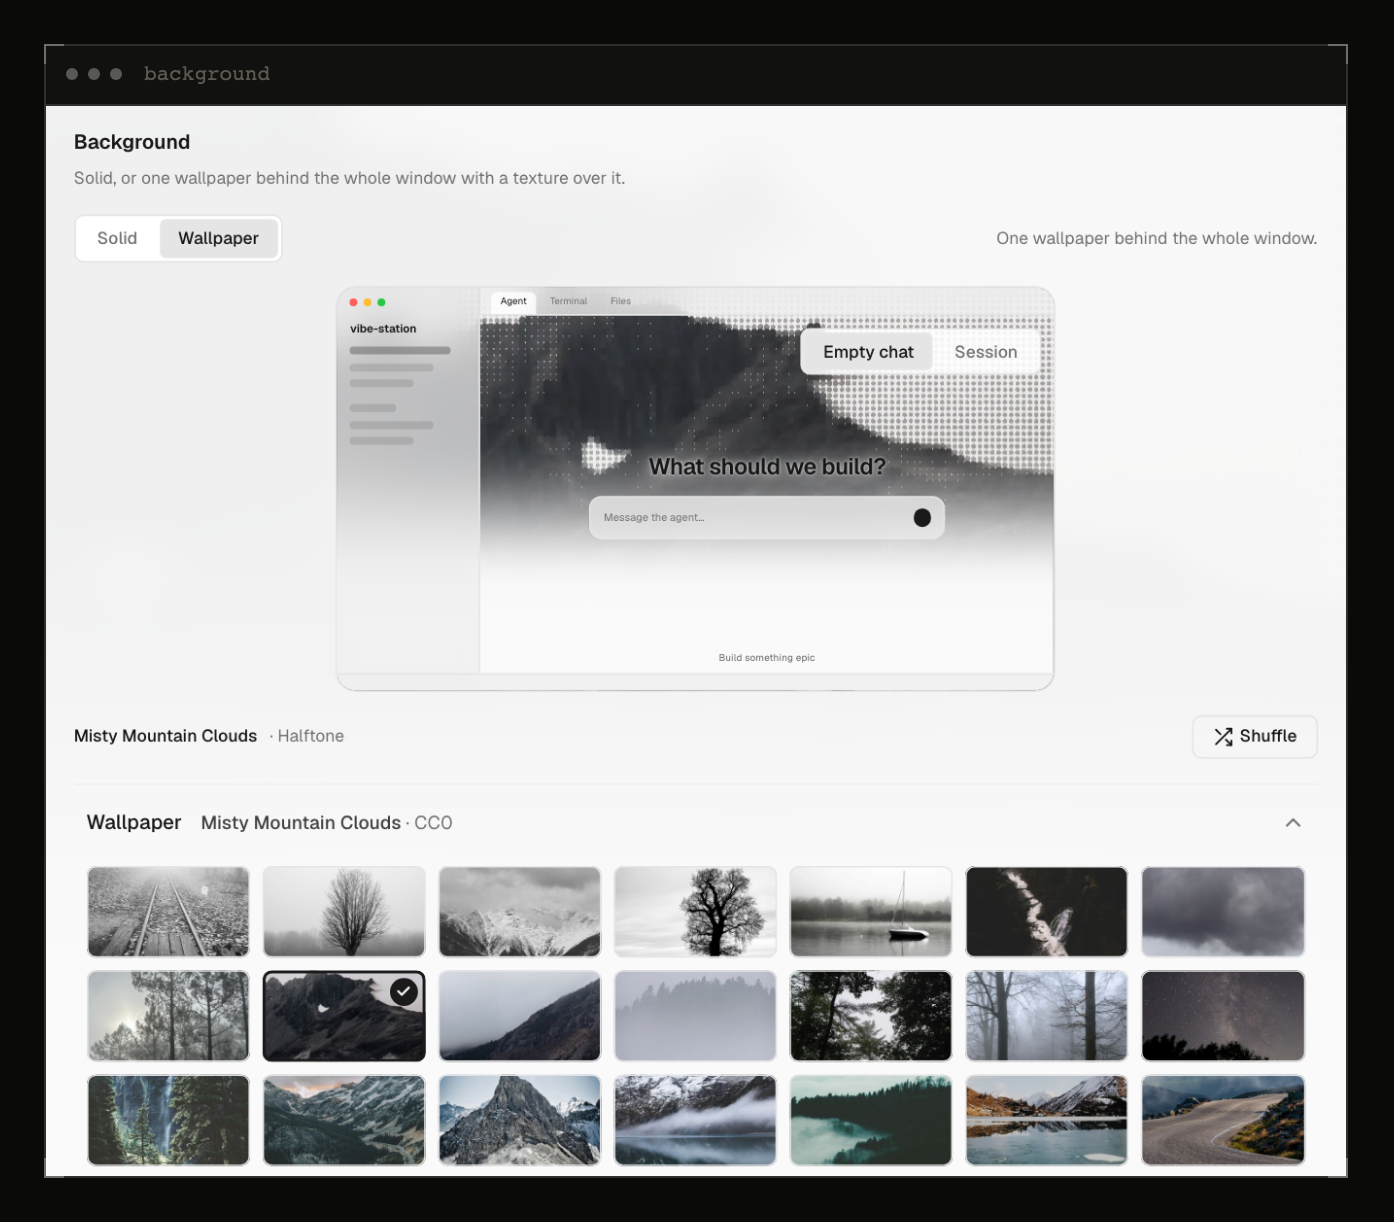 background
Background
Solid, or one wallpaper behind the whole window with a texture over it.
Solid
Wallpaper
One wallpaper behind the whole window.
Agent
Terminal
Files
vibe-station
Empty chat
Session
What should we build?
Message the agent...
Build something epic
Misty Mountain Clouds · Halftone
Shuffle
Wallpaper
Misty Mountain Clouds · CC0